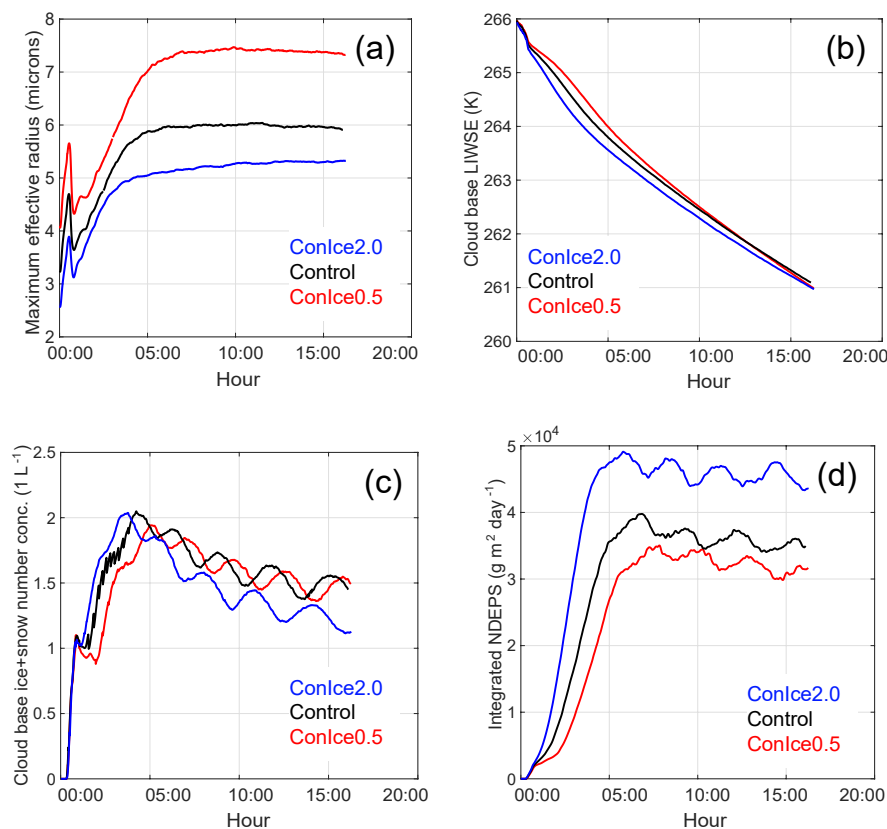 (a)
Maximum effective radius (microns)
8
7
6
5
4
3
2
ConIce2.0
Control
ConIce0.5
00:00 05:00 10:00 15:00 20:00
Hour
(b)
Cloud base LIWSE (K)
266
265
264
263
262
261
260
ConIce2.0
Control
ConIce0.5
00:00 05:00 10:00 15:00 20:00
Hour
(c)
Cloud base ice+snow number conc. (1 L⁻¹)
2.5
2
1.5
1
0.5
0
ConIce2.0
Control
ConIce0.5
00:00 05:00 10:00 15:00 20:00
Hour
×10⁴
(d)
Integrated NDEPS (g m² day⁻¹)
5
4
3
2
1
0
ConIce2.0
Control
ConIce0.5
00:00 05:00 10:00 15:00 20:00
Hour